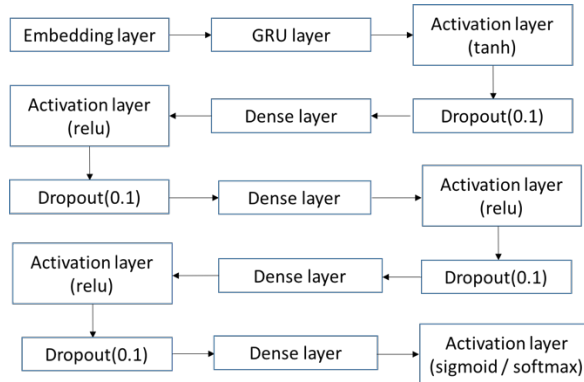 Embedding layer
GRU layer
Activation layer
(tanh)
Dropout(0.1)
Dense layer
Activation layer
(relu)
Dropout(0.1)
Dense layer
Activation layer
(relu)
Dropout(0.1)
Dense layer
Activation layer
(relu)
Dropout(0.1)
Dense layer
Activation layer
(sigmoid / softmax)